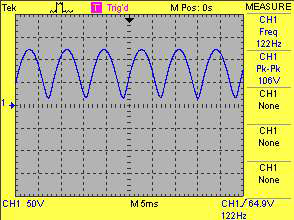 Tek T Trig'd M Pos: 0s MEASURE
CH1
Freq
122Hz
CH1
Pk-Pk
106V
CH1
None
CH1
None
CH1
None
1
CH1 50V M 5ms CH1 / 64.9V
122Hz